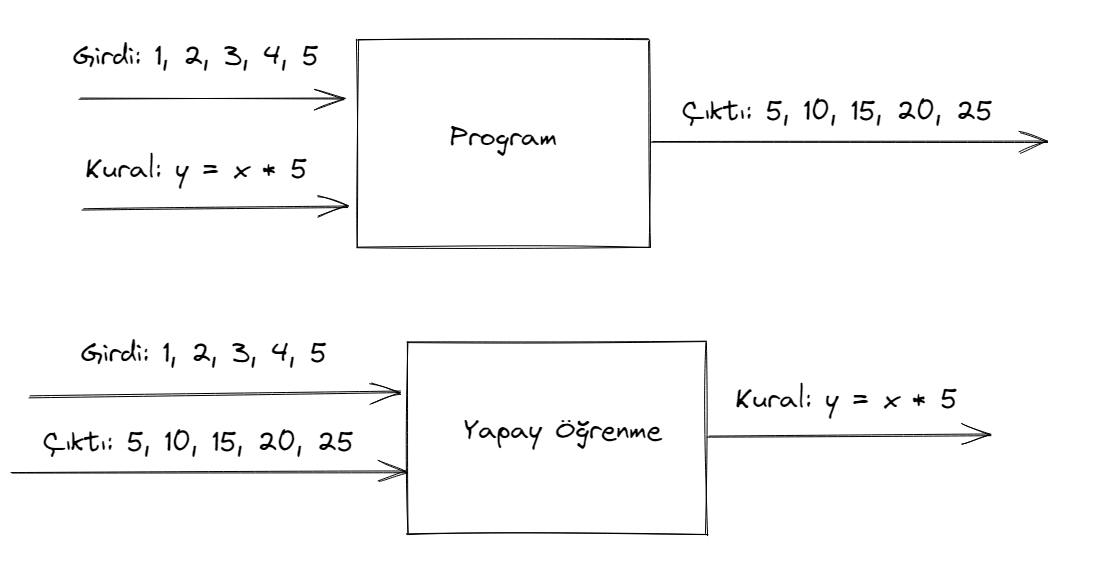 Girdi: 1, 2, 3, 4, 5
Kural: y = x * 5
Program
Çıktı: 5, 10, 15, 20, 25
Girdi: 1, 2, 3, 4, 5
Çıktı: 5, 10, 15, 20, 25
Yapay Öğrenme
Kural: y = x * 5